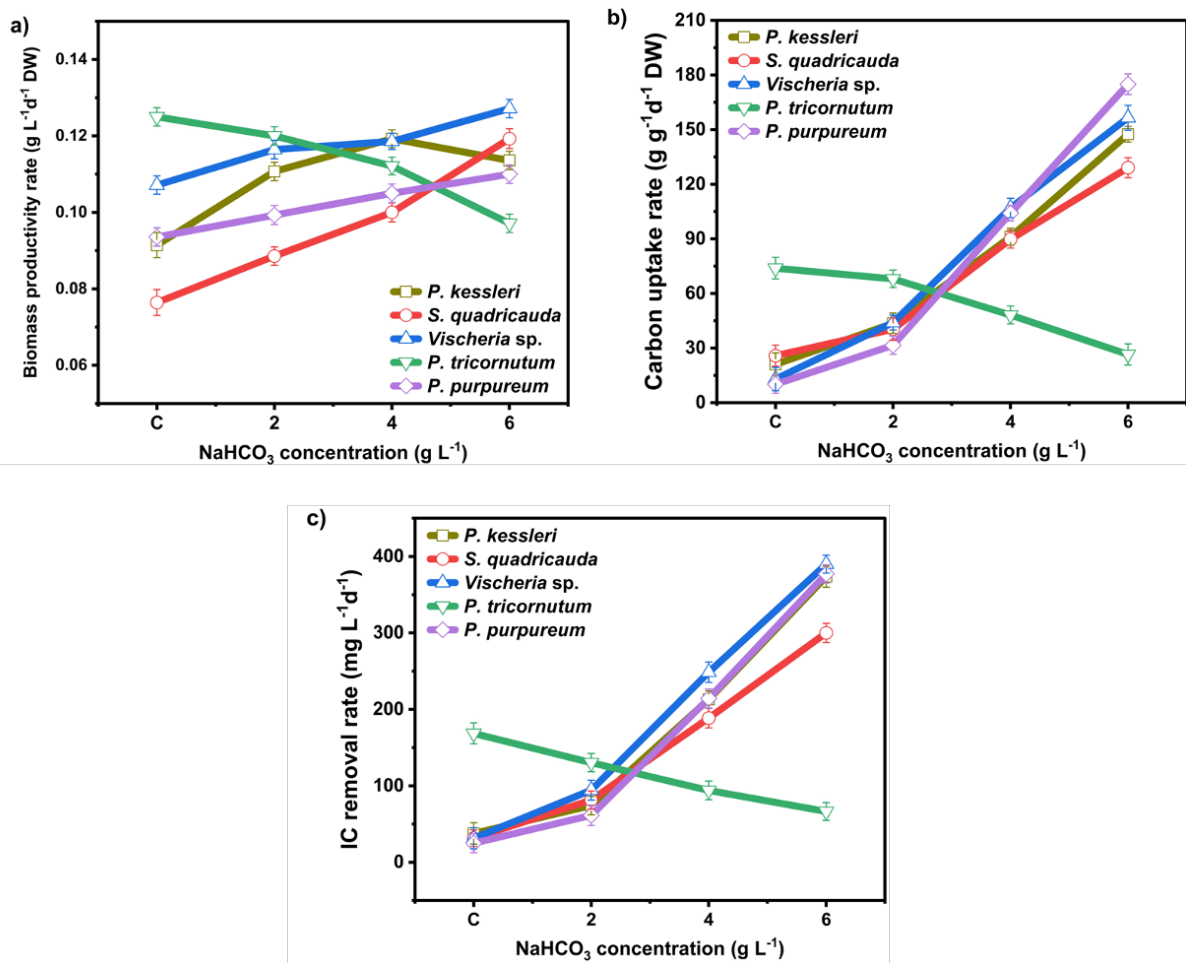 a)
Biomass productivity rate (g L⁻¹d⁻¹ DW)
0.14
0.12
0.10
0.08
0.06
P. kessleri
S. quadricauda
Vischeria sp.
P. tricornutum
P. purpureum
C 2 4 6
NaHCO₃ concentration (g L⁻¹)
b)
Carbon uptake rate (g g⁻¹d⁻¹ DW)
210
180
150
120
90
60
30
0
P. kessleri
S. quadricauda
Vischeria sp.
P. tricornutum
P. purpureum
C 2 4 6
NaHCO₃ concentration (g L⁻¹)
c)
IC removal rate (mg L⁻¹d⁻¹)
400
300
200
100
0
P. kessleri
S. quadricauda
Vischeria sp.
P. tricornutum
P. purpureum
C 2 4 6
NaHCO₃ concentration (g L⁻¹)